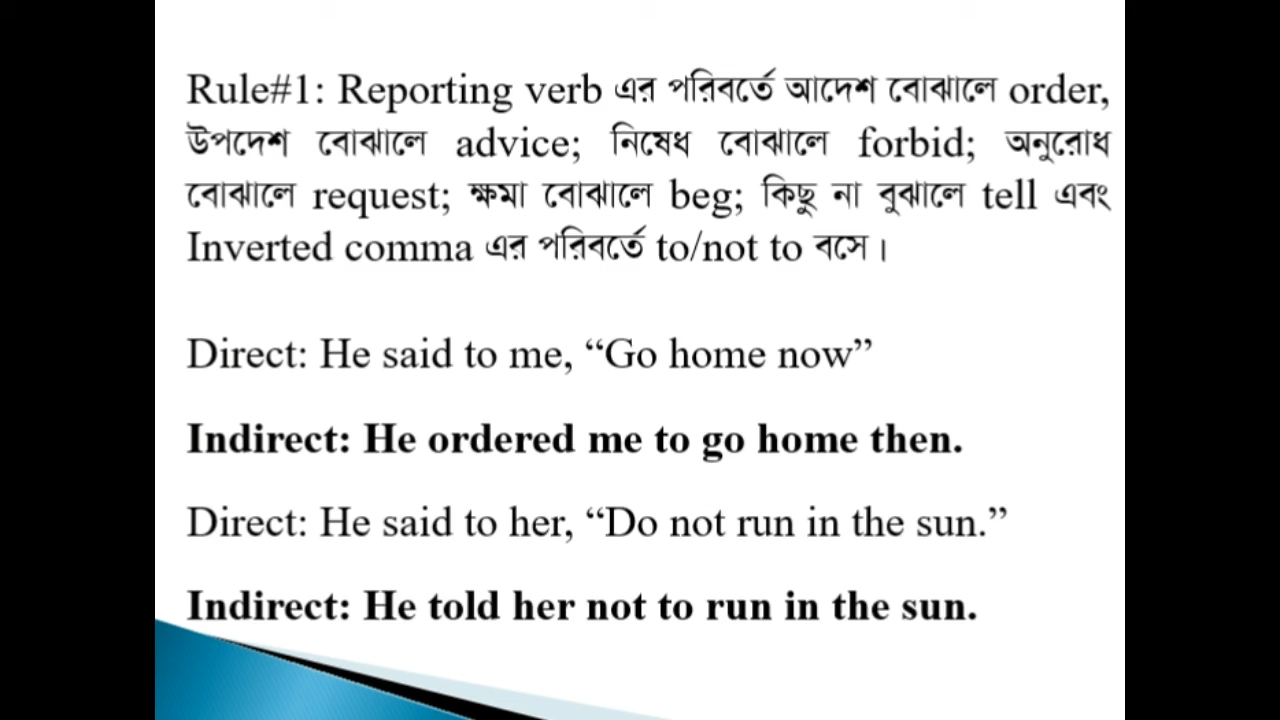 Rule#1: Reporting verb এর পরিবর্তে আদেশ বোঝালে order,
উপদেশ বোঝালে advice; নিষেধ বোঝালে forbid; অনুরোধ
বোঝালে request; ক্ষমা বোঝালে beg; কিছু না বুঝালে tell এবং
Inverted comma এর পরিবর্তে to/not to বসে।
Direct: He said to me, “Go home now”
Indirect: He ordered me to go home then.
Direct: He said to her, “Do not run in the sun.”
Indirect: He told her not to run in the sun.